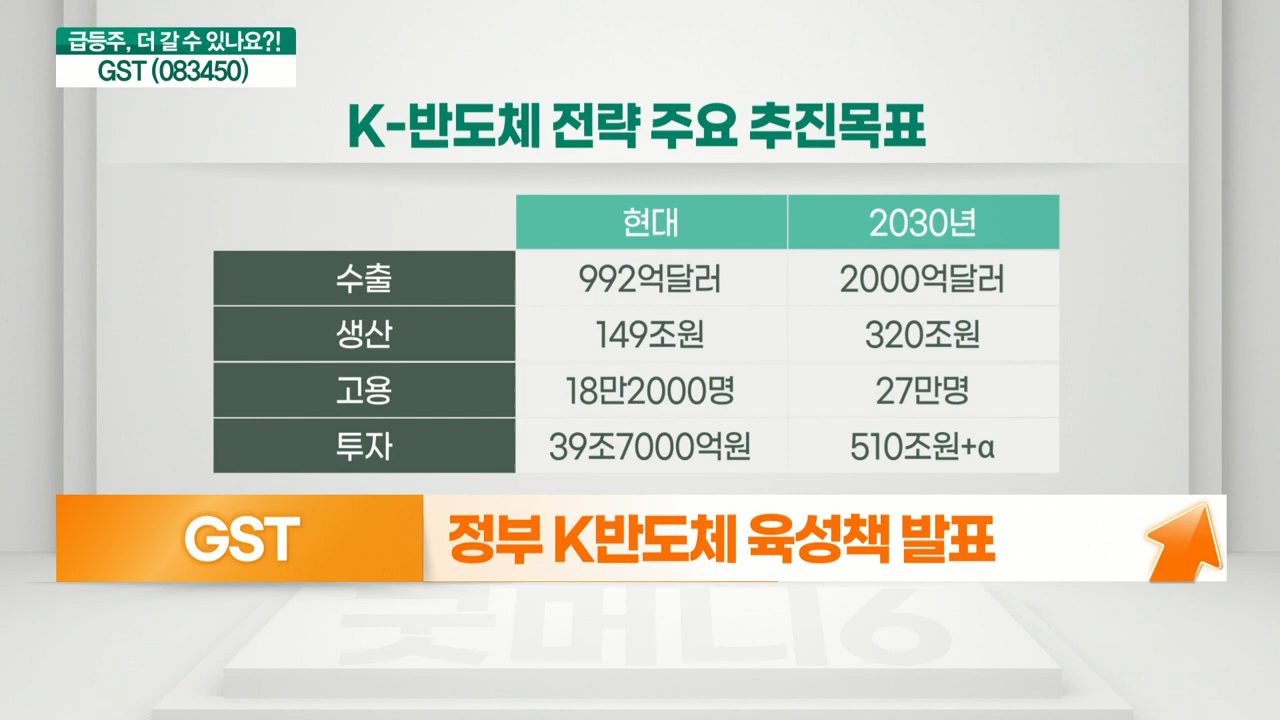 급등주, 더 갈 수 있나요?!
GST (083450)
K-반도체 전략 주요 추진목표
현대 2030년
수출 992억달러 2000억달러
생산 149조원 320조원
고용 18만2000명 27만명
투자 39조7000억원 510조원+α
GST 정부 K반도체 육성책 발표
굿머니6